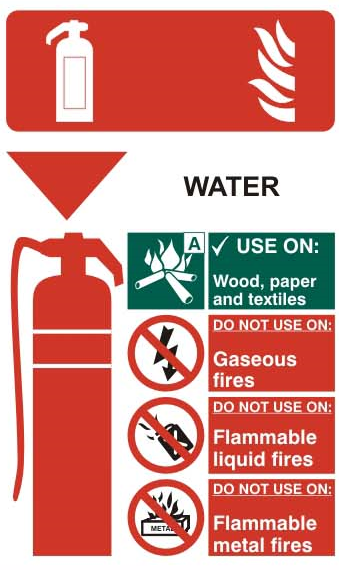 WATER
A
✓ USE ON:
Wood, paper
and textiles
DO NOT USE ON:
Gaseous
fires
DO NOT USE ON:
Flammable
liquid fires
DO NOT USE ON:
METAL
Flammable
metal fires